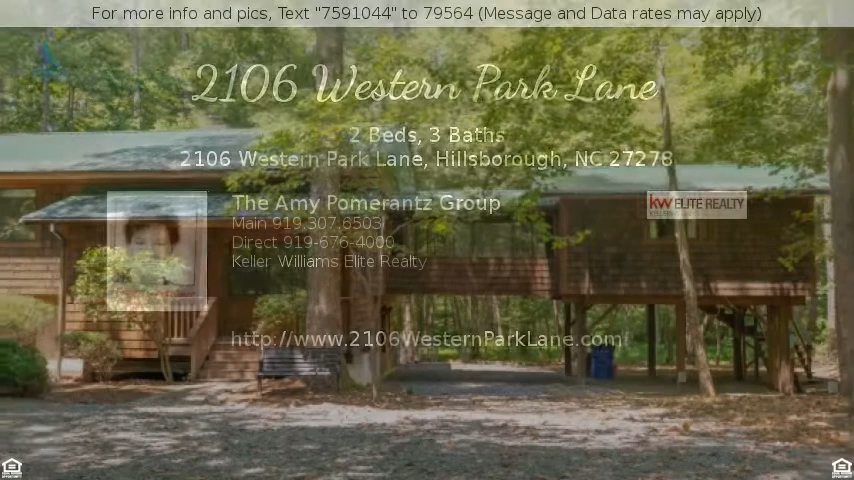 For more info and pics, Text "7591044" to 79564 (Message and Data rates may apply)
2106 Western Park Lane
2 Beds, 3 Baths
2106 Western Park Lane, Hillsborough, NC 27278
The Amy Pomerantz Group
kw ELITE REALTY
Main 919.307.6503
Direct 919-676-4000
Keller Williams Elite Realty
http://www.2106WesternParkLane.com